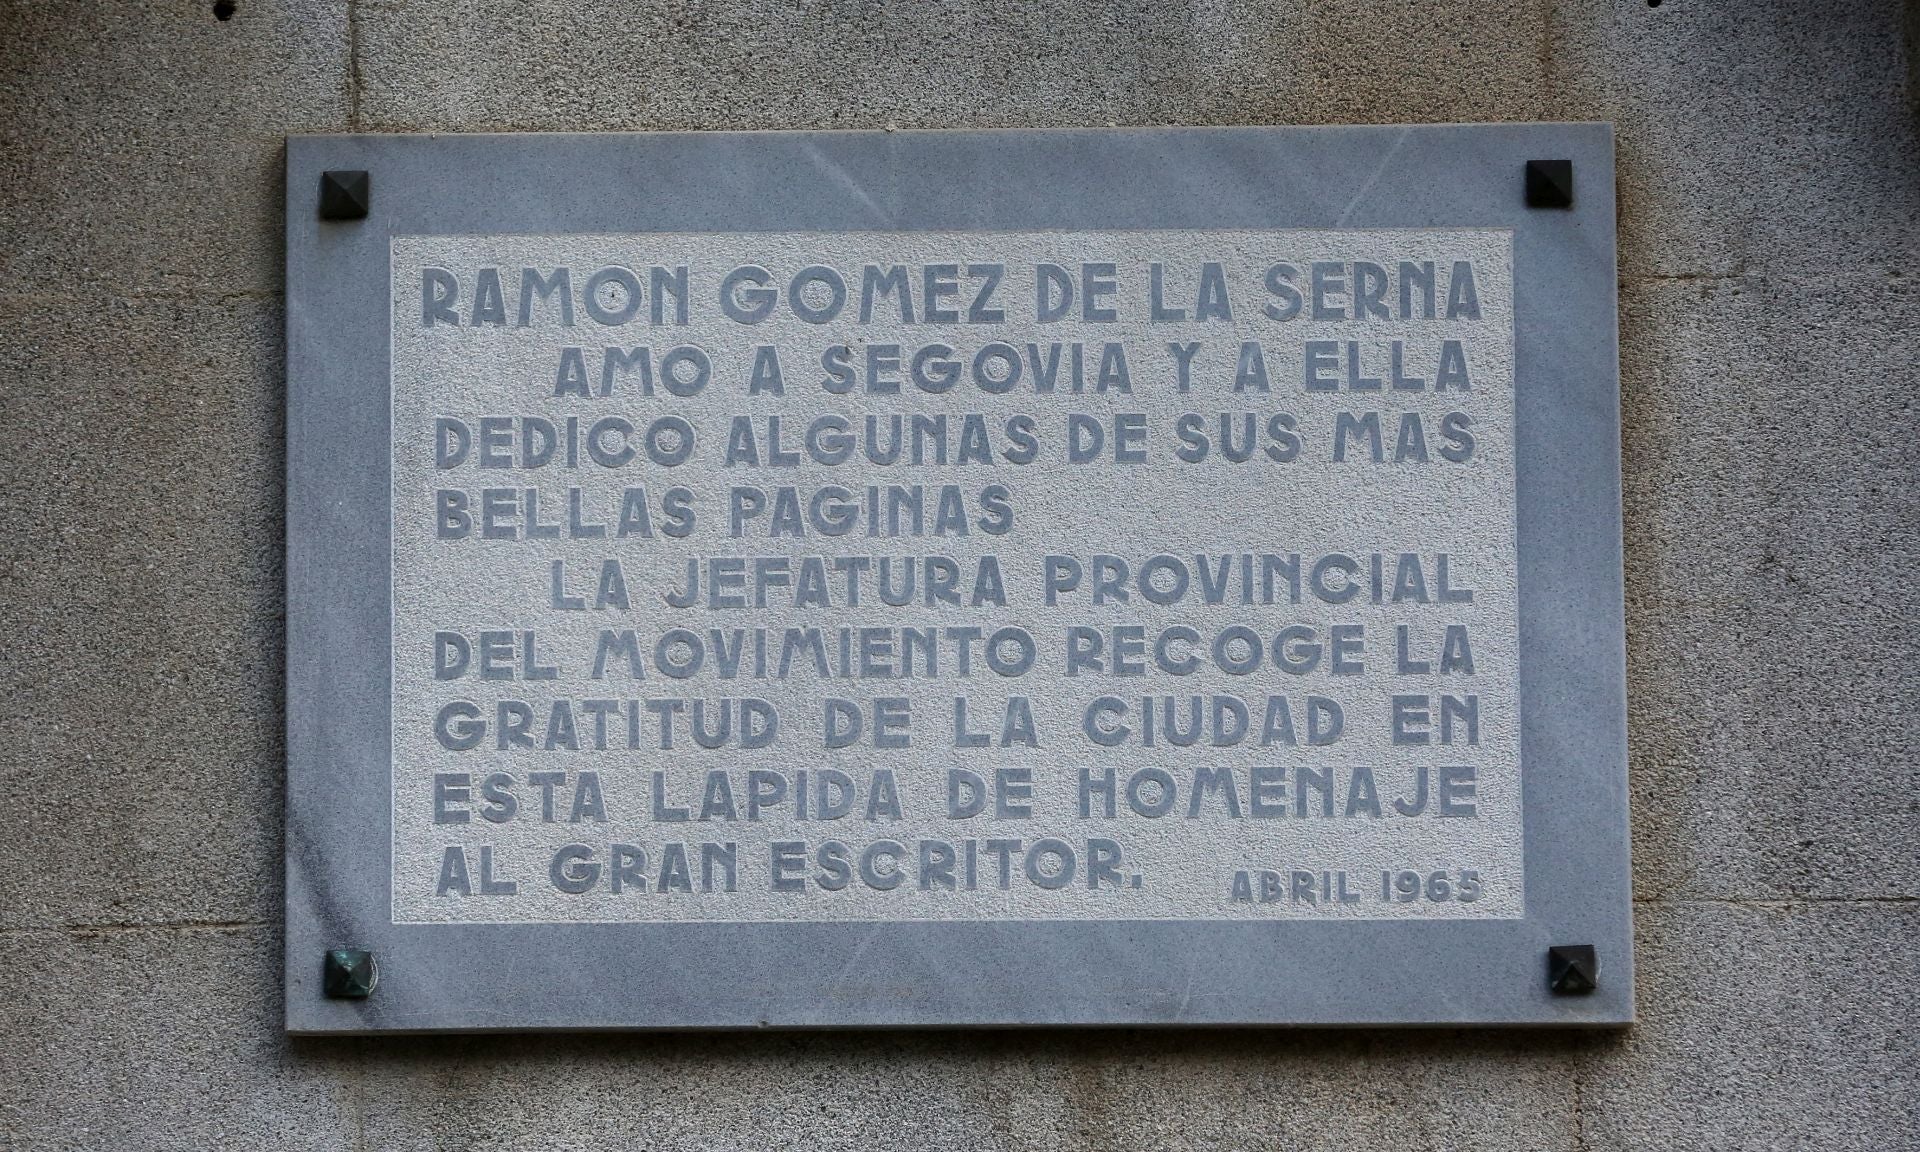 RAMON GOMEZ DE LA SERNA
AMO A SEGOVIA Y A ELLA
DEDICO ALGUNAS DE SUS MAS
BELLAS PAGINAS
LA JEFATURA PROVINCIAL
DEL MOVIMIENTO RECOGE LA
GRATITUD DE LA CIUDAD EN
ESTA LAPIDA DE HOMENAJE
AL GRAN ESCRITOR.
ABRIL 1965